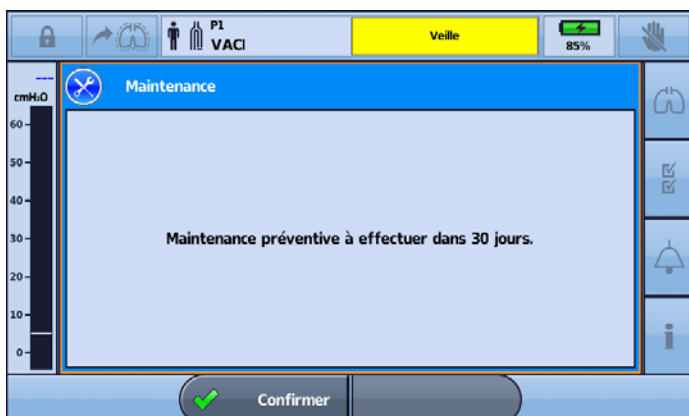 P1
VACI
Veille
85%
---
cmH₂O
Maintenance
60
50
40
30
20
10
0
Maintenance préventive à effectuer dans 30 jours.
Confirmer